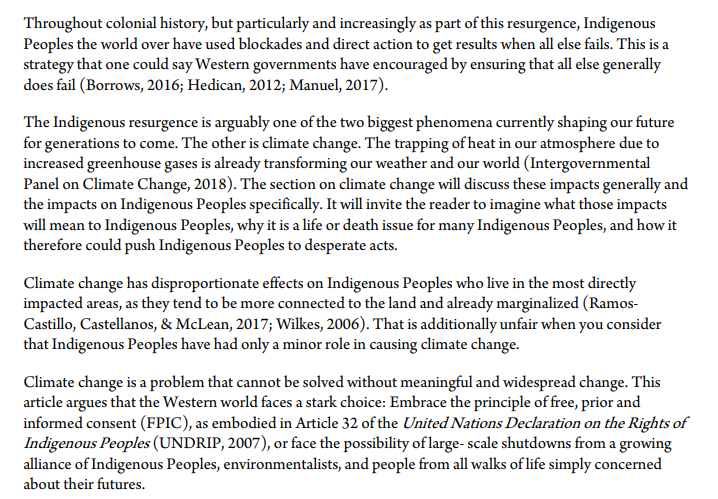 Throughout colonial history, but particularly and increasingly as part of this resurgence, Indigenous
Peoples the world over have used blockades and direct action to get results when all else fails. This is a
strategy that one could say Western governments have encouraged by ensuring that all else generally
does fail (Borrows, 2016; Hedican, 2012; Manuel, 2017).
The Indigenous resurgence is arguably one of the two biggest phenomena currently shaping our future
for generations to come. The other is climate change. The trapping of heat in our atmosphere due to
increased greenhouse gases is already transforming our weather and our world (Intergovernmental
Panel on Climate Change, 2018). The section on climate change will discuss these impacts generally and
the impacts on Indigenous Peoples specifically. It will invite the reader to imagine what those impacts
will mean to Indigenous Peoples, why it is a life or death issue for many Indigenous Peoples, and how it
therefore could push Indigenous Peoples to desperate acts.
Climate change has disproportionate effects on Indigenous Peoples who live in the most directly
impacted areas, as they tend to be more connected to the land and already marginalized (Ramos-
Castillo, Castellanos, & McLean, 2017; Wilkes, 2006). That is additionally unfair when you consider
that Indigenous Peoples have had only a minor role in causing climate change.
Climate change is a problem that cannot be solved without meaningful and widespread change. This
article argues that the Western world faces a stark choice: Embrace the principle of free, prior and
informed consent (FPIC), as embodied in Article 32 of the United Nations Declaration on the Rights of
Indigenous Peoples (UNDRIP, 2007), or face the possibility of large- scale shutdowns from a growing
alliance of Indigenous Peoples, environmentalists, and people from all walks of life simply concerned
about their futures.